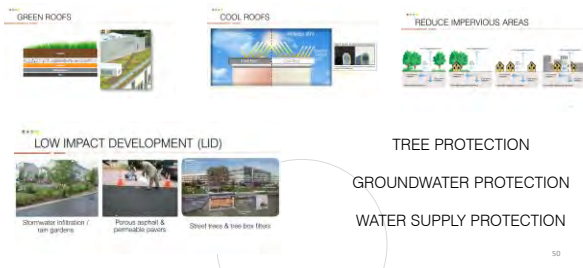 GREEN ROOFS
COOL ROOFS
REDUCE IMPERVIOUS AREAS
LOW IMPACT DEVELOPMENT (LID)
Stormwater infiltration /
rain gardens
Porous asphalt &
permeable pavers
Street trees & tree box filters
TREE PROTECTION
GROUNDWATER PROTECTION
WATER SUPPLY PROTECTION
50